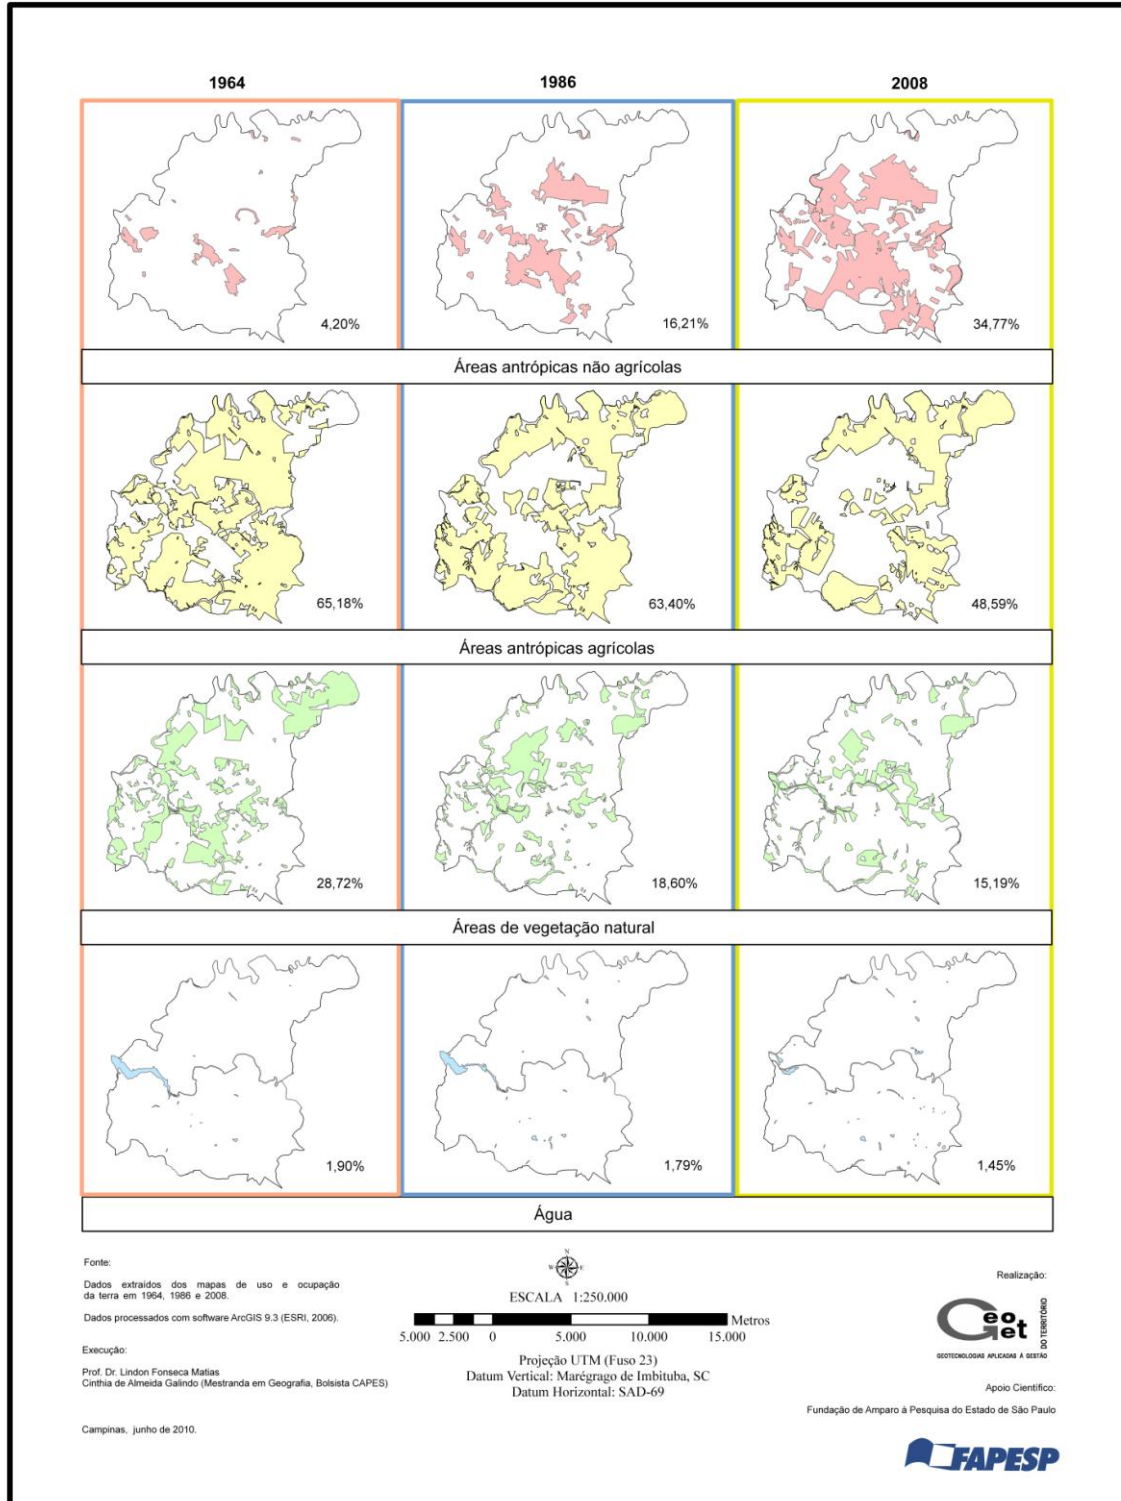 1964
1986
2008
4,20%
16,21%
34,77%
Áreas antrópicas não agrícolas
65,18%
63,40%
48,59%
Áreas antrópicas agrícolas
28,72%
18,60%
15,19%
Áreas de vegetação natural
1,90%
1,79%
1,45%
Água
Fonte:
Dados extraidos dos mapas de uso e ocupação
da terra em 1964, 1986 e 2008.
Dados processados com software ArcGIS 9.3 (ESRI, 2006).
Execução:
Prof. Dr. Lindon Fonseca Matias
Cinthia de Almeida Galindo (Mestranda em Geografia, Bolsista CAPES)
Campinas, junho de 2010.
N
W E
S
ESCALA 1:250.000
Metros
5.000 2.500 0 5.000 10.000 15.000
Projeção UTM (Fuso 23)
Datum Vertical: Marégrago de Imbituba, SC
Datum Horizontal: SAD-69
Realização:
Geo
Get
DO TERRITÓRIO
GEOTECNOLOGIAS APLICADAS À GESTÃO
Apoio Científico:
Fundação de Amparo à Pesquisa do Estado de São Paulo
FAPESP